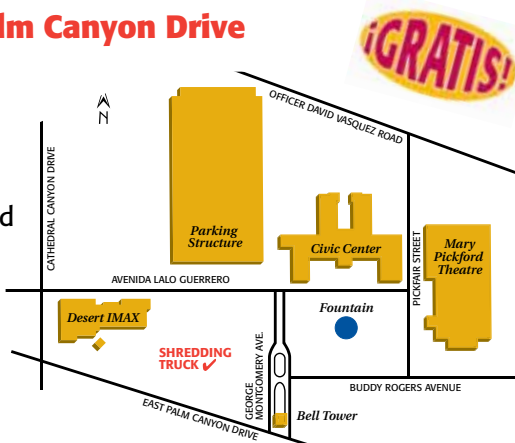 lm Canyon Drive
¡GRATIS!
OFFICER DAVID VASQUEZ ROAD
N
CATHEDRAL CANYON DRIVE
d
Parking
Structure
Civic Center
PICKFAIR STREET
Mary
Pickford
Theatre
AVENIDA LALO GUERRERO
Desert IMAX
Fountain
SHREDDING
TRUCK ✓
GEORGE
MONTGOMERY AVE.
BUDDY ROGERS AVENUE
EAST PALM CANYON DRIVE
Bell Tower